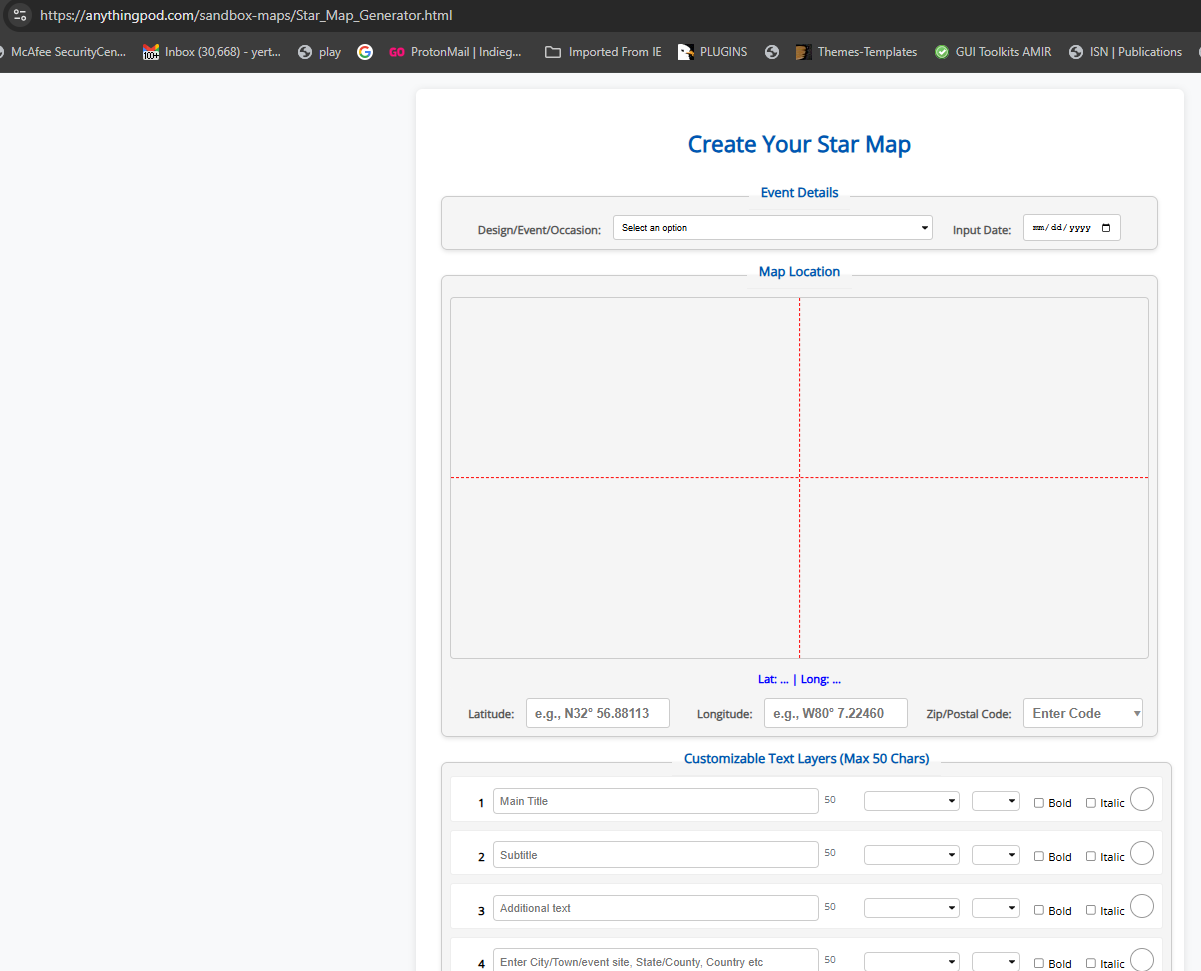 https://anythingpod.com/sandbox-maps/Star_Map_Generator.html
McAfee SecurityCen... 100+ Inbox (30,668) - yert... play G GO ProtonMail | Indieg... Imported From IE PLUGINS Themes-Templates GUI Toolkits AMIR ISN | Publications
Create Your Star Map
Event Details
Design/Event/Occasion: Select an option Input Date: mm/dd/yyyy
Map Location
Lat: ... | Long: ...
Latitude: e.g., N32° 56.88113 Longitude: e.g., W80° 7.22460 Zip/Postal Code: Enter Code
Customizable Text Layers (Max 50 Chars)
1 Main Title 50 Bold Italic
2 Subtitle 50 Bold Italic
3 Additional text 50 Bold Italic
4 Enter City/Town/event site, State/County, Country etc 50 Bold Italic